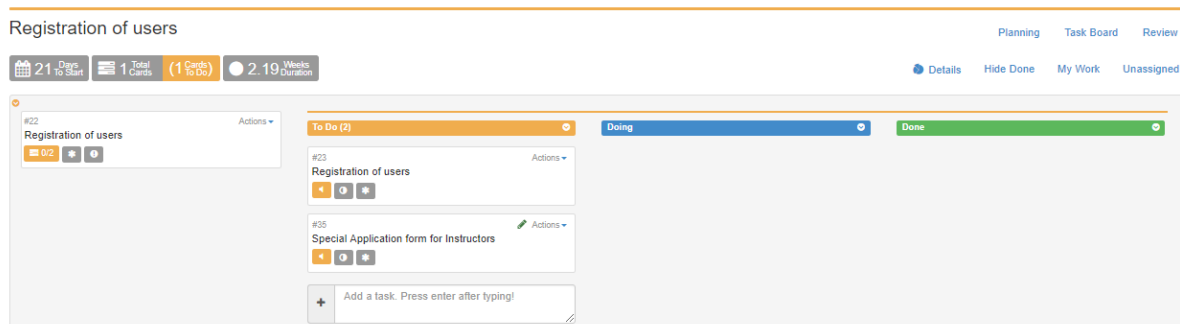 Registration of users
Planning Task Board Review
21 Days To Start 1 Total Cards (1 Cards To Do) 2.19 Weeks Duration
Details Hide Done My Work Unassigned
#22 Actions
Registration of users
0/2
To Do (2) Doing Done
#23 Actions
Registration of users
#35 Actions
Special Application form for Instructors
+ Add a task. Press enter after typing!